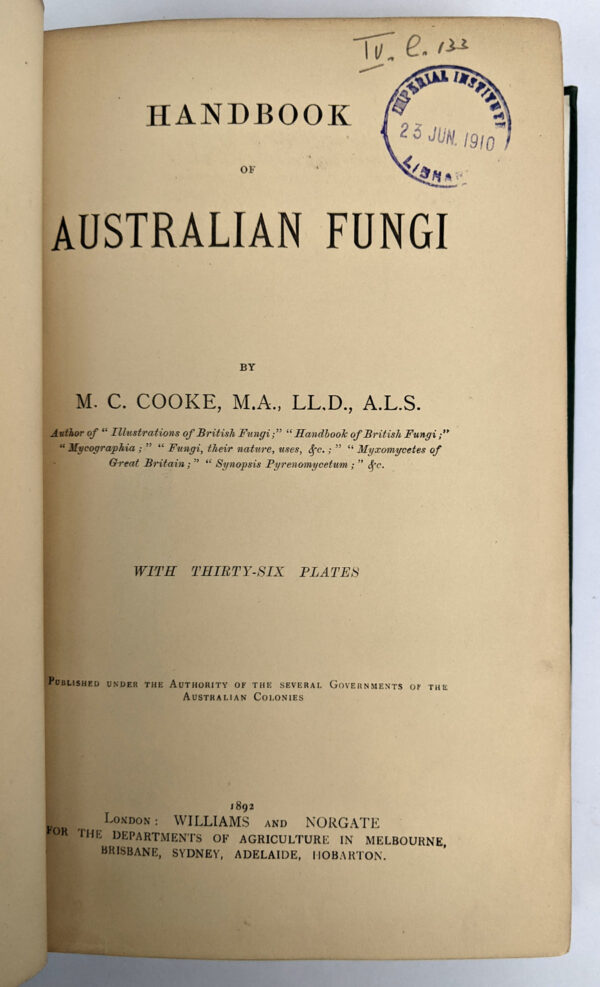 IV. e. 133
IMPERIAL INSTITUTE
23 JUN. 1910
HANDBOOK
OF
AUSTRALIAN FUNGI
BY
M. C. COOKE, M.A., LL.D., A.L.S.
Author of “ Illustrations of British Fungi ;” “ Handbook of British Fungi ;”
“ Mycographia ; ” “ Fungi, their nature, uses, &c. ; ” “ Myxomycetes of
Great Britain ; ” “ Synopsis Pyrenomycetum ; ” &c.
WITH THIRTY-SIX PLATES
Published under the Authority of the several Governments of the
Australian Colonies
1892
London : WILLIAMS and NORGATE
FOR THE DEPARTMENTS OF AGRICULTURE IN MELBOURNE,
BRISBANE, SYDNEY, ADELAIDE, HOBARTON.